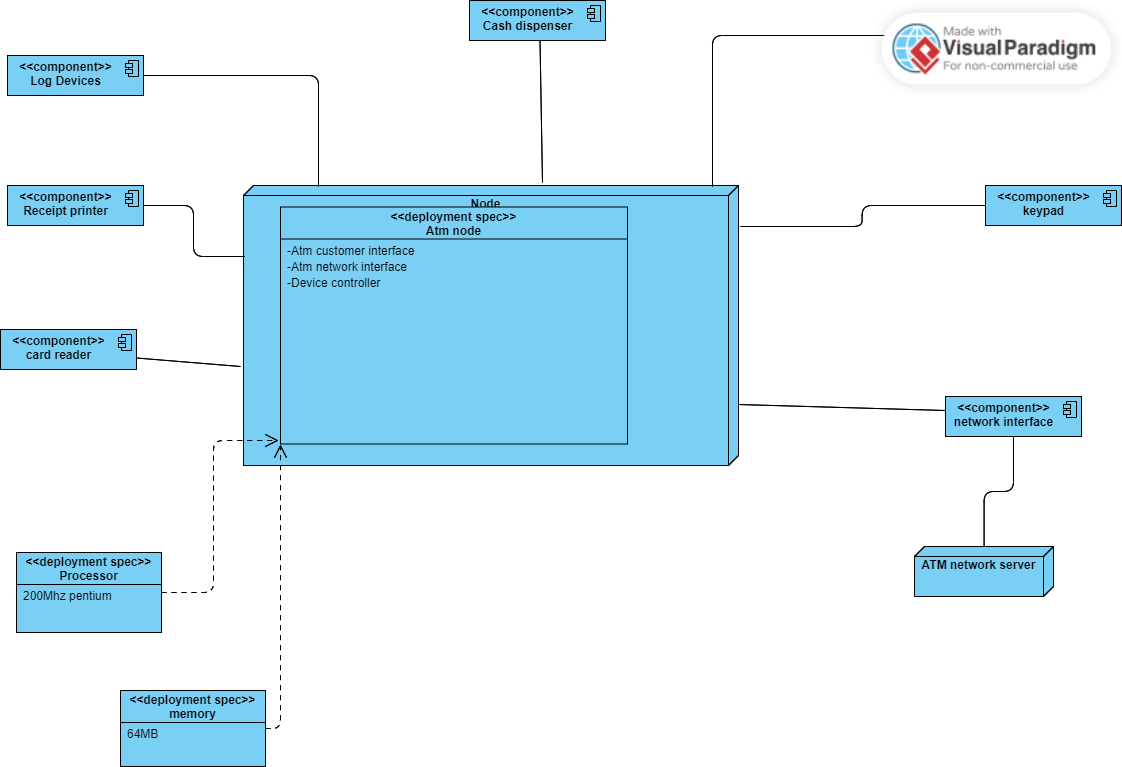 <<component>>
Cash dispenser
Made with
VisualParadigm
For non-commercial use
<<component>>
Log Devices
<<component>>
Receipt printer
<<component>>
keypad
Node
<<deployment spec>>
Atm node
-Atm customer interface
-Atm network interface
-Device controller
<<component>>
card reader
<<component>>
network interface
<<deployment spec>>
Processor
200Mhz pentium
ATM network server
<<deployment spec>>
memory
64MB